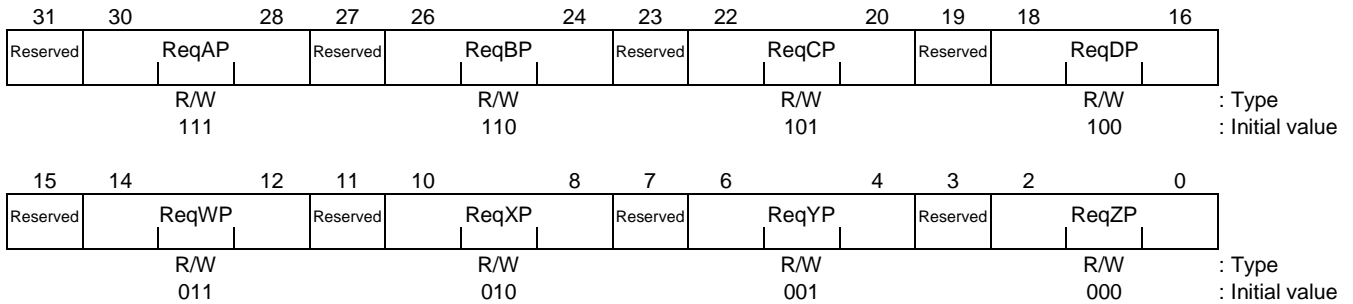 31 30 28 27 26 24 23 22 20 19 18 16
Reserved ReqAP Reserved ReqBP Reserved ReqCP Reserved ReqDP
R/W R/W R/W R/W : Type
111 110 101 100 : Initial value
15 14 12 11 10 8 7 6 4 3 2 0
Reserved ReqWP Reserved ReqXP Reserved ReqYP Reserved ReqZP
R/W R/W R/W R/W : Type
011 010 001 000 : Initial value